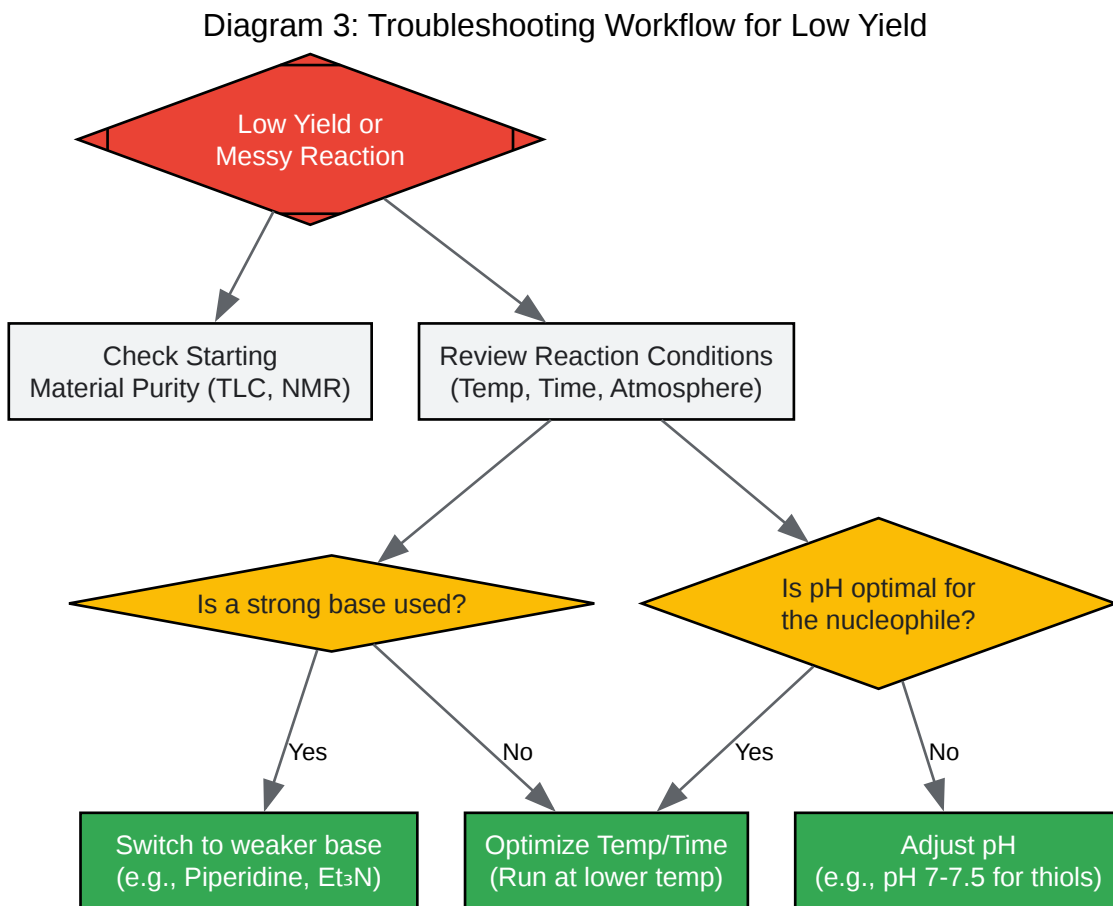 Diagram 3: Troubleshooting Workflow for Low Yield
Low Yield or
Messy Reaction
Check Starting
Material Purity (TLC, NMR)
Review Reaction Conditions
(Temp, Time, Atmosphere)
Is a strong base used?
Is pH optimal for
the nucleophile?
Yes
No
Yes
No
Switch to weaker base
(e.g., Piperidine, Et₃N)
Optimize Temp/Time
(Run at lower temp)
Adjust pH
(e.g., pH 7-7.5 for thiols)